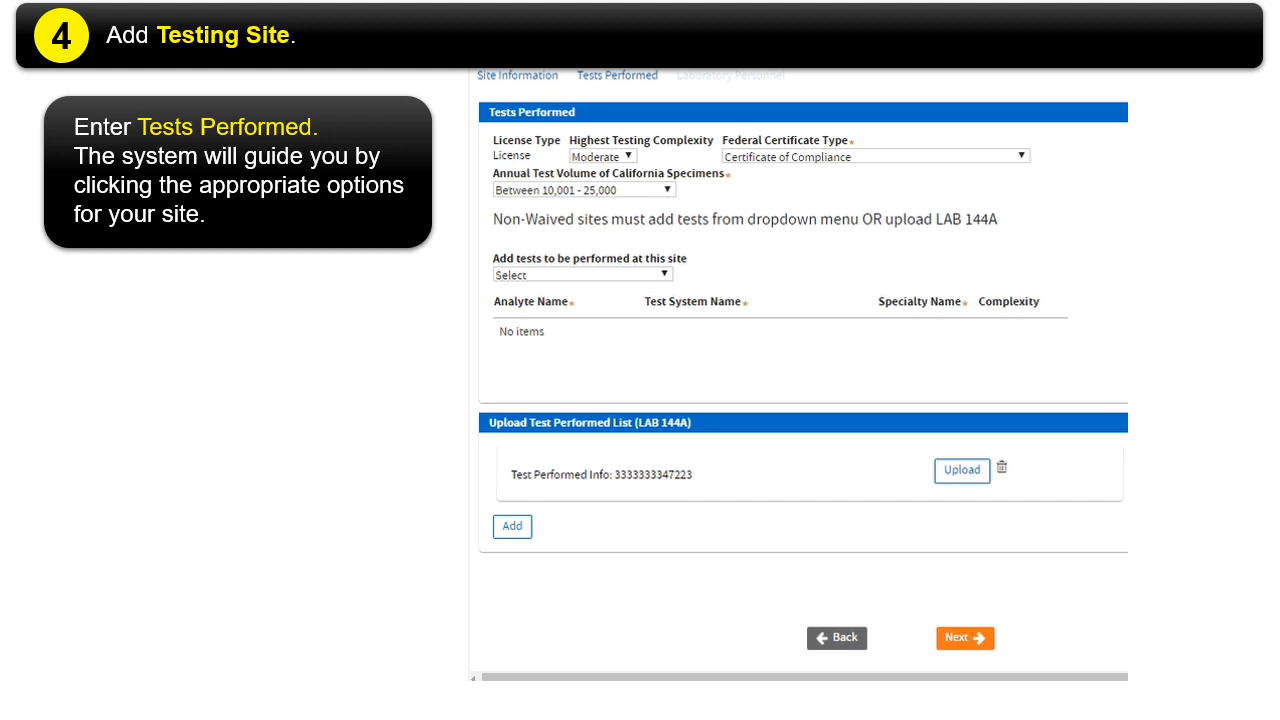 4 Add Testing Site.
Site Information Tests Performed Laboratory Personnel
Enter Tests Performed.
The system will guide you by
clicking the appropriate options
for your site.
Tests Performed
License Type Highest Testing Complexity Federal Certificate Type*
License Moderate Certificate of Compliance
Annual Test Volume of California Specimens*
Between 10,001 - 25,000
Non-Waived sites must add tests from dropdown menu OR upload LAB 144A
Add tests to be performed at this site
Select
Analyte Name* Test System Name* Specialty Name* Complexity
No items
Upload Test Performed List (LAB 144A)
Test Performed Info: 3333333347223 Upload
Add
Back Next